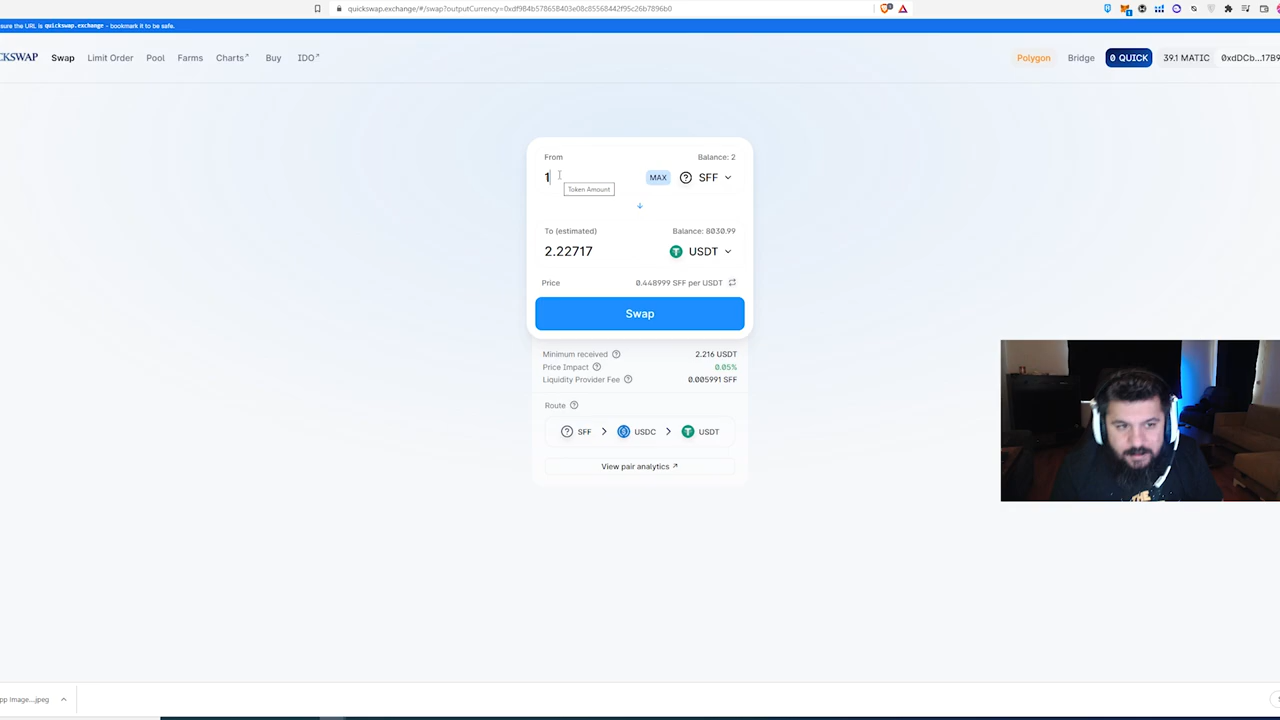 quickswap.exchange/#/swap?outputCurrency=0xdf9B4b57865B403e08c85568442f95c26b7896b0
sure the URL is quickswap.exchange - bookmark it to be safe.
CKSWAP Swap Limit Order Pool Farms Charts↗ Buy IDO↗ Polygon Bridge 0 QUICK 39.1 MATIC 0xdDCb...17B9
From Balance: 2
1 MAX SFF
Token Amount
To (estimated) Balance: 8030.99
2.22717 USDT
Price 0.448999 SFF per USDT
Swap
Minimum received 2.216 USDT
Price Impact 0.05%
Liquidity Provider Fee 0.005991 SFF
Route
SFF > USDC > USDT
View pair analytics ↗
pp Image...jpeg